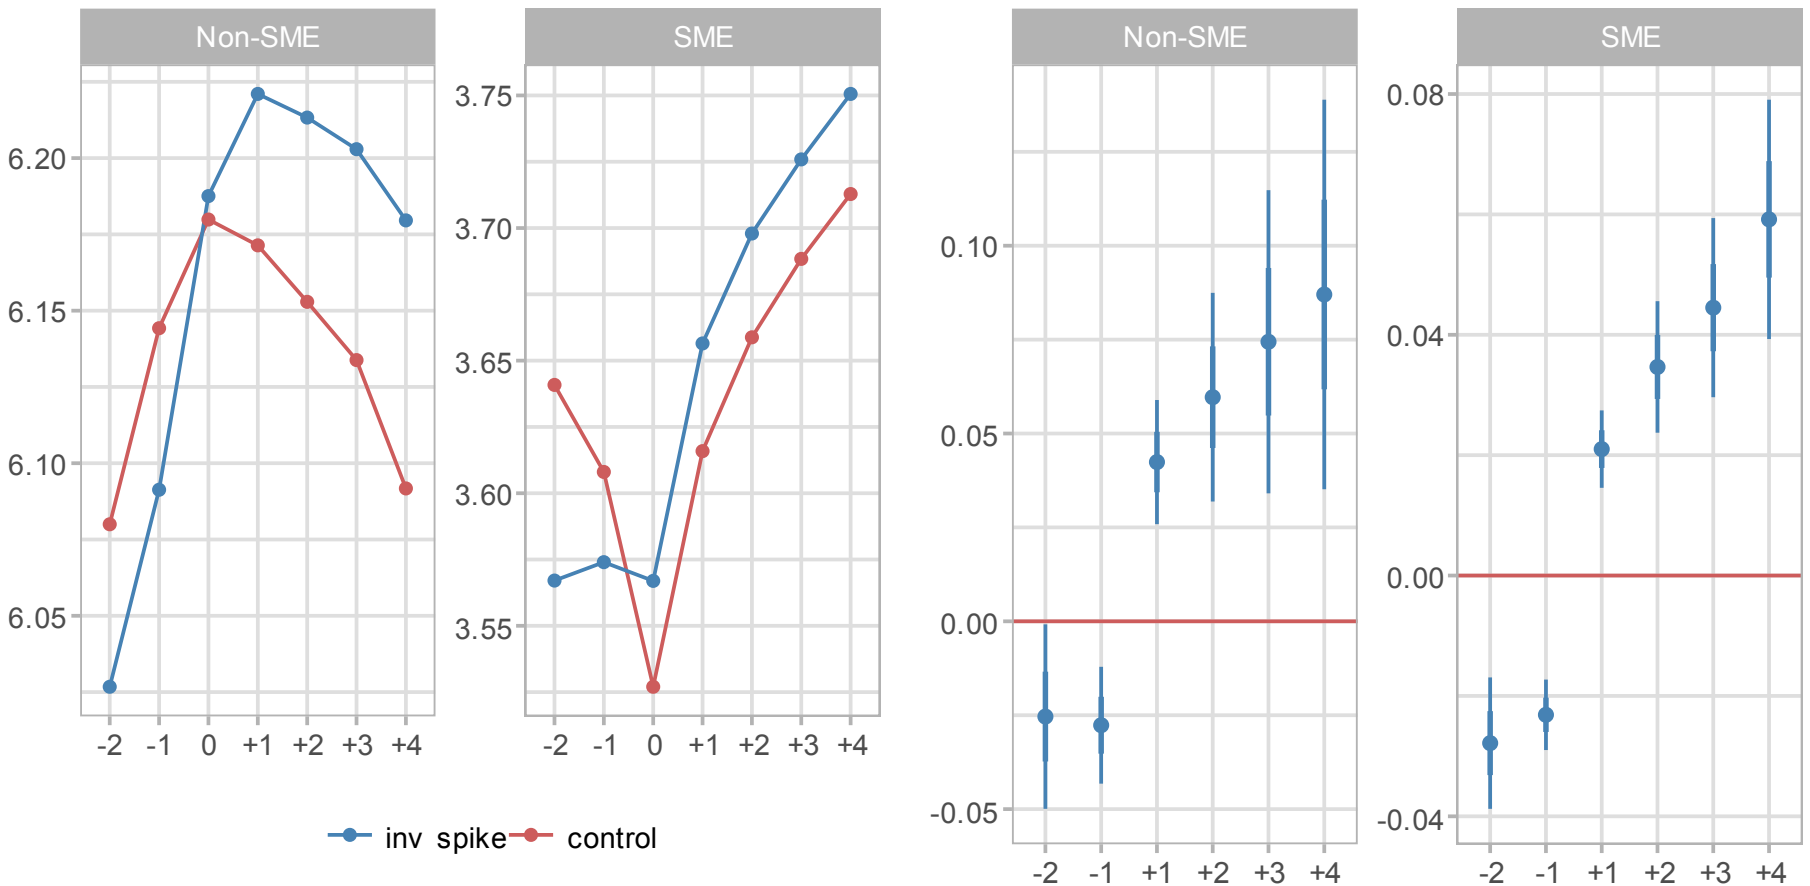 Non-SME SME Non-SME SME
6.20
6.15
6.10
6.05
-2 -1 0 +1 +2 +3 +4
3.75
3.70
3.65
3.60
3.55
-2 -1 0 +1 +2 +3 +4
inv spike control
0.10
0.05
0.00
-0.05
-2 -1 +1 +2 +3 +4
0.08
0.04
0.00
-0.04
-2 -1 +1 +2 +3 +4